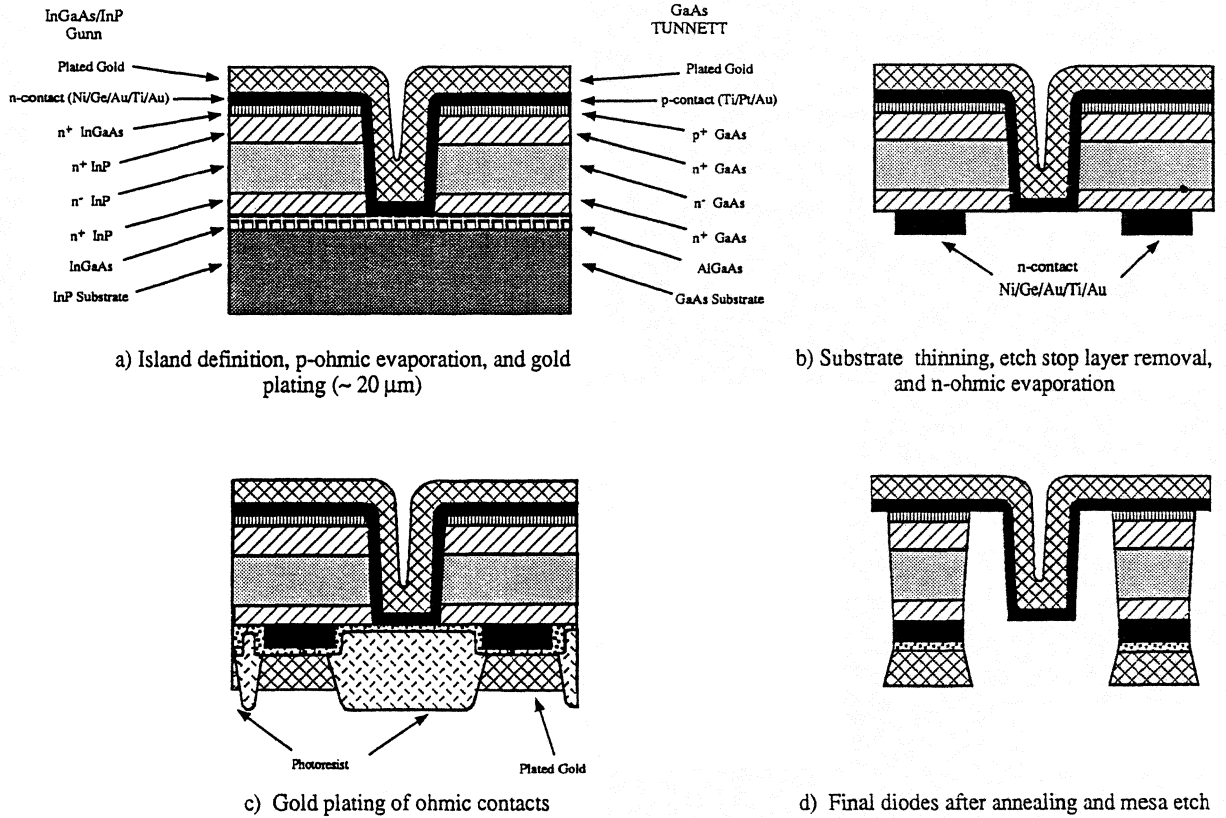 InGaAs/InP
Gunn
GaAs
TUNNETT
Plated Gold
n-contact (Ni/Ge/Au/Ti/Au)
n+ InGaAs
n+ InP
n- InP
n+ InP
InGaAs
InP Substrate
Plated Gold
p-contact (Ti/Pt/Au)
p+ GaAs
n+ GaAs
n- GaAs
n+ GaAs
AlGaAs
GaAs Substrate
a) Island definition, p-ohmic evaporation, and gold
plating (~ 20 μm)
n-contact
Ni/Ge/Au/Ti/Au
b) Substrate thinning, etch stop layer removal,
and n-ohmic evaporation
Photoresist
Plated Gold
c) Gold plating of ohmic contacts
d) Final diodes after annealing and mesa etch